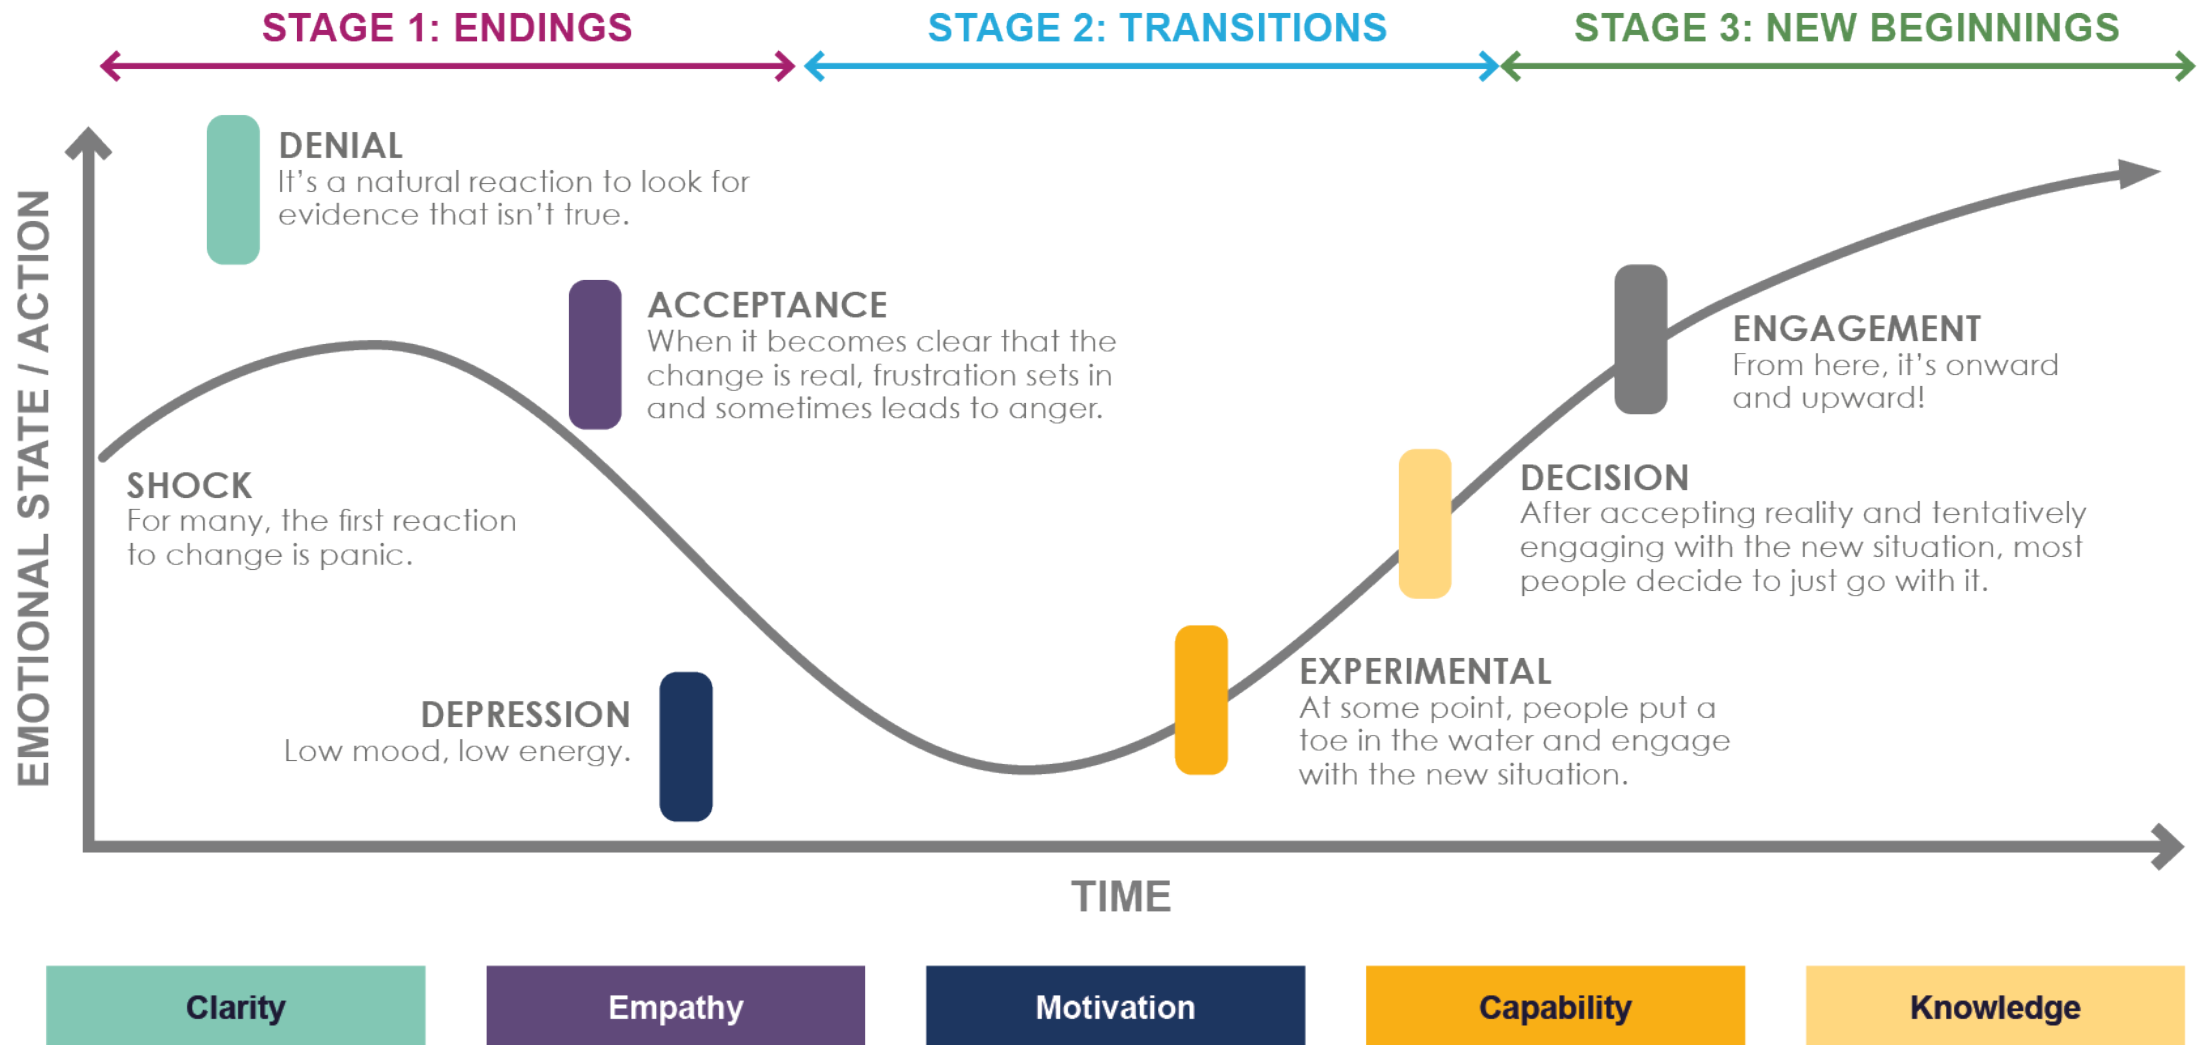 STAGE 1: ENDINGS
STAGE 2: TRANSITIONS
STAGE 3: NEW BEGINNINGS
EMOTIONAL STATE / ACTION
DENIAL
It's a natural reaction to look for
evidence that isn't true.
ACCEPTANCE
When it becomes clear that the
change is real, frustration sets in
and sometimes leads to anger.
SHOCK
For many, the first reaction
to change is panic.
DEPRESSION
Low mood, low energy.
ENGAGEMENT
From here, it's onward
and upward!
DECISION
After accepting reality and tentatively
engaging with the new situation, most
people decide to just go with it.
EXPERIMENTAL
At some point, people put a
toe in the water and engage
with the new situation.
TIME
Clarity
Empathy
Motivation
Capability
Knowledge